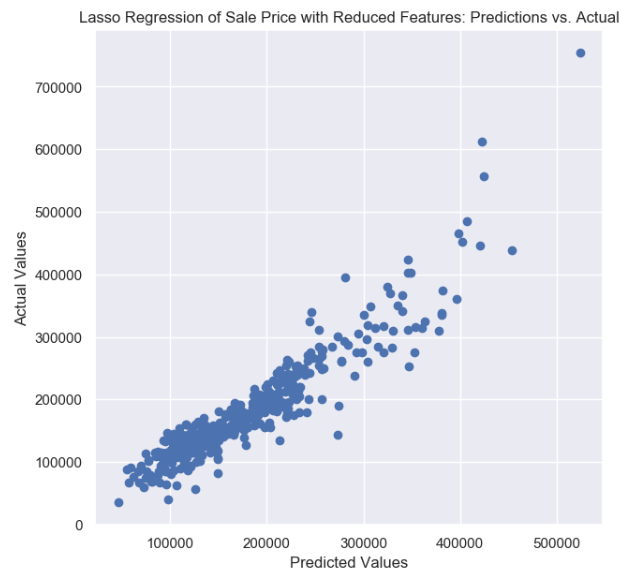 Lasso Regression of Sale Price with Reduced Features: Predictions vs. Actual
700000
600000
500000
400000
300000
200000
100000
0
Actual Values
100000 200000 300000 400000 500000
Predicted Values